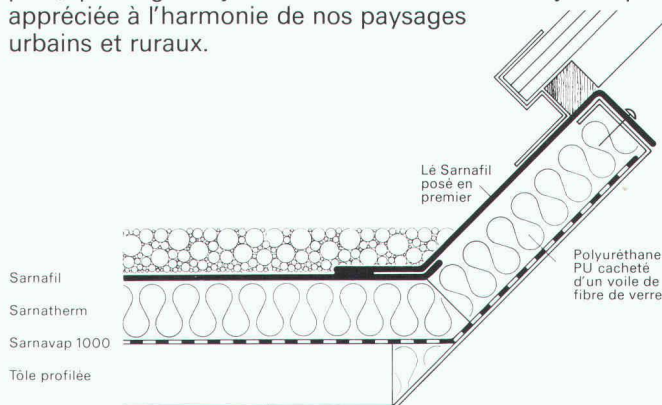 appréciée à l'harmonie de nos paysages
urbains et ruraux.
Lé Sarnafil
posé en
premier
Polyuréthane
PU cacheté
d'un voile de
fibre de verre
Sarnafil
Sarnatherm
Sarnavap 1000
Tôle profilée